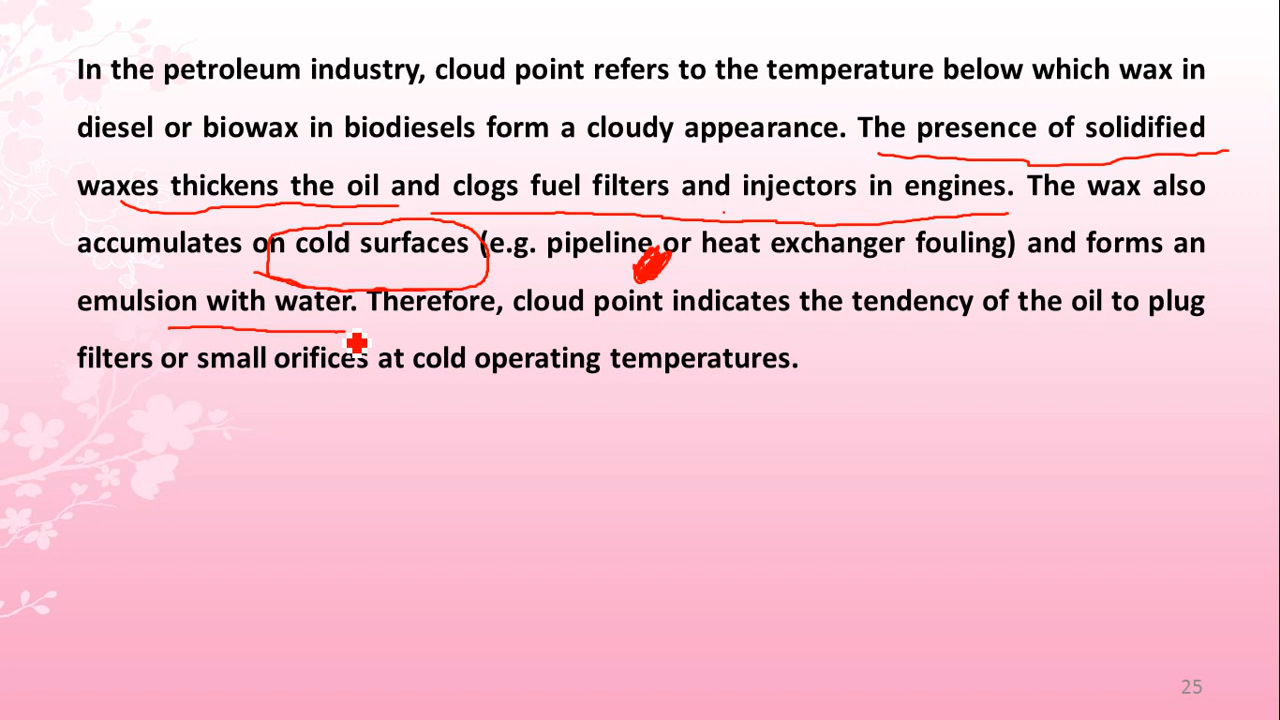 In the petroleum industry, cloud point refers to the temperature below which wax in
diesel or biowax in biodiesels form a cloudy appearance. The presence of solidified
waxes thickens the oil and clogs fuel filters and injectors in engines. The wax also
accumulates on cold surfaces (e.g. pipeline or heat exchanger fouling) and forms an
emulsion with water. Therefore, cloud point indicates the tendency of the oil to plug
filters or small orifices at cold operating temperatures.
25